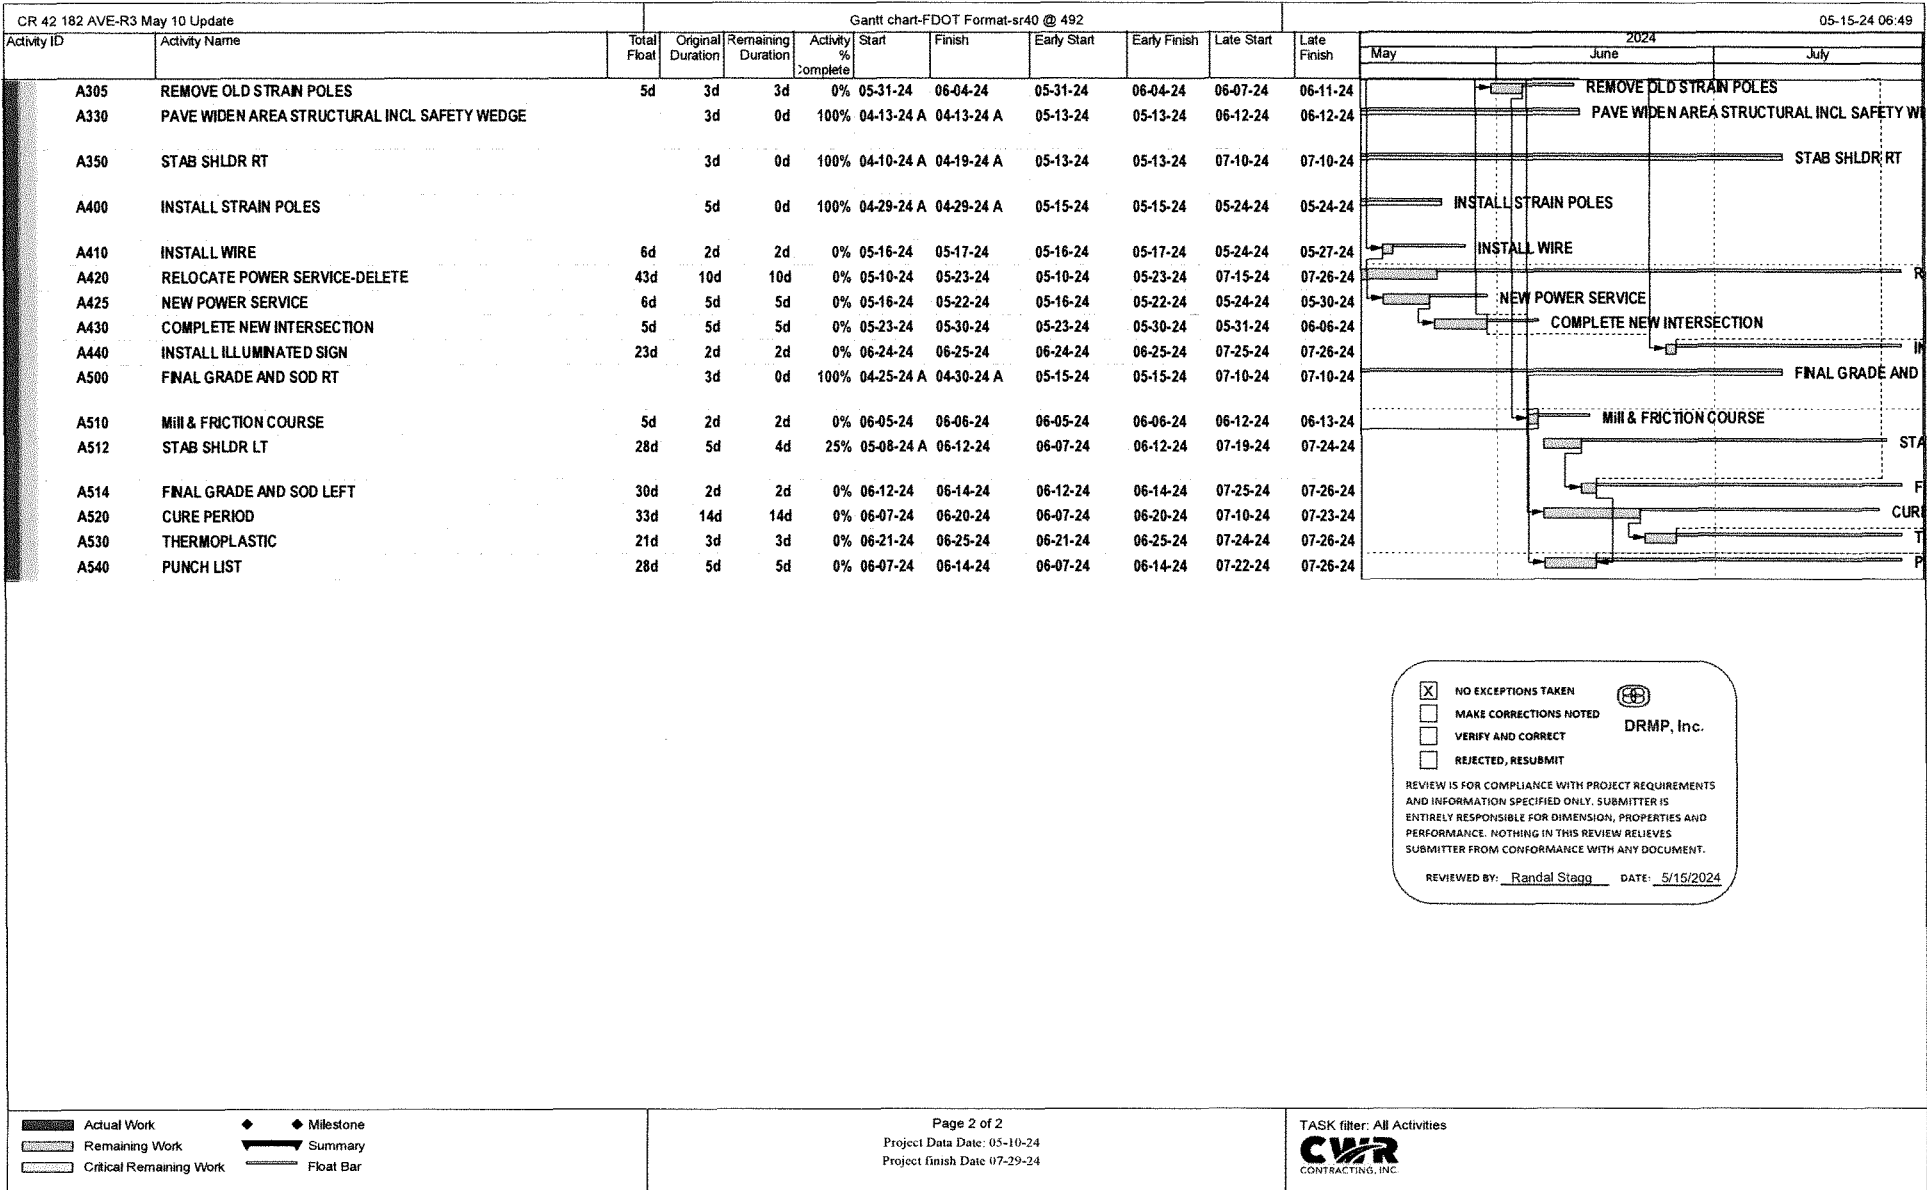 CR 42 182 AVE-R3 May 10 Update Gantt chart-FDOT Format-sr40 @ 492 05-15-24 06:49
Activity ID Activity Name Total Float Original Duration Remaining Duration Activity % Complete Start Finish Early Start Early Finish Late Start Late Finish 2024
May June July
A305 REMOVE OLD STRAIN POLES 5d 3d 3d 0% 05-31-24 06-04-24 05-31-24 06-04-24 06-07-24 06-11-24 REMOVE OLD STRAIN POLES
A330 PAVE WIDEN AREA STRUCTURAL INCL SAFETY WEDGE 3d 0d 100% 04-13-24 A 04-13-24 A 05-13-24 05-13-24 06-12-24 06-12-24 PAVE WIDEN AREA STRUCTURAL INCL SAFETY WI
A350 STAB SHLDR RT 3d 0d 100% 04-10-24 A 04-19-24 A 05-13-24 05-13-24 07-10-24 07-10-24 STAB SHLDR RT
A400 INSTALL STRAIN POLES 5d 0d 100% 04-29-24 A 04-29-24 A 05-15-24 05-15-24 05-24-24 05-24-24 INSTALL STRAIN POLES
A410 INSTALL WIRE 6d 2d 2d 0% 05-16-24 05-17-24 05-16-24 05-17-24 05-24-24 05-27-24 INSTALL WIRE
A420 RELOCATE POWER SERVICE-DELETE 43d 10d 10d 0% 05-10-24 05-23-24 05-10-24 05-23-24 07-15-24 07-26-24 R
A425 NEW POWER SERVICE 6d 5d 5d 0% 05-16-24 05-22-24 05-16-24 05-22-24 05-24-24 05-30-24 NEW POWER SERVICE
A430 COMPLETE NEW INTERSECTION 5d 5d 5d 0% 05-23-24 05-30-24 05-23-24 05-30-24 05-31-24 06-06-24 COMPLETE NEW INTERSECTION
A440 INSTALL ILLUMINATED SIGN 23d 2d 2d 0% 06-24-24 06-25-24 06-24-24 06-25-24 07-25-24 07-26-24
A500 FINAL GRADE AND SOD RT 3d 0d 100% 04-25-24 A 04-30-24 A 05-15-24 05-15-24 07-10-24 07-10-24 FINAL GRADE AND
A510 Mill & FRICTION COURSE 5d 2d 2d 0% 06-05-24 06-06-24 06-05-24 06-06-24 06-12-24 06-13-24 Mill & FRICTION COURSE
A512 STAB SHLDR LT 28d 5d 4d 25% 05-08-24 A 06-12-24 06-07-24 06-12-24 07-19-24 07-24-24 STA
A514 FINAL GRADE AND SOD LEFT 30d 2d 2d 0% 06-12-24 06-14-24 06-12-24 06-14-24 07-25-24 07-26-24 F
A520 CURE PERIOD 33d 14d 14d 0% 06-07-24 06-20-24 06-07-24 06-20-24 07-10-24 07-23-24 CURI
A530 THERMOPLASTIC 21d 3d 3d 0% 06-21-24 06-25-24 06-21-24 06-25-24 07-24-24 07-26-24 T
A540 PUNCH LIST 28d 5d 5d 0% 06-07-24 06-14-24 06-07-24 06-14-24 07-22-24 07-26-24 P
X NO EXCEPTIONS TAKEN
MAKE CORRECTIONS NOTED
VERIFY AND CORRECT
REJECTED, RESUBMIT
DRMP, Inc.
REVIEW IS FOR COMPLIANCE WITH PROJECT REQUIREMENTS
AND INFORMATION SPECIFIED ONLY. SUBMITTER IS
ENTIRELY RESPONSIBLE FOR DIMENSION, PROPERTIES AND
PERFORMANCE. NOTHING IN THIS REVIEW RELIEVES
SUBMITTER FROM CONFORMANCE WITH ANY DOCUMENT.
REVIEWED BY: Randal Stagg DATE: 5/15/2024
Actual Work Milestone
Remaining Work Summary
Critical Remaining Work Float Bar
Page 2 of 2
Project Data Date: 05-10-24
Project finish Date 07-29-24
TASK filter: All Activities
CWR
CONTRACTING, INC